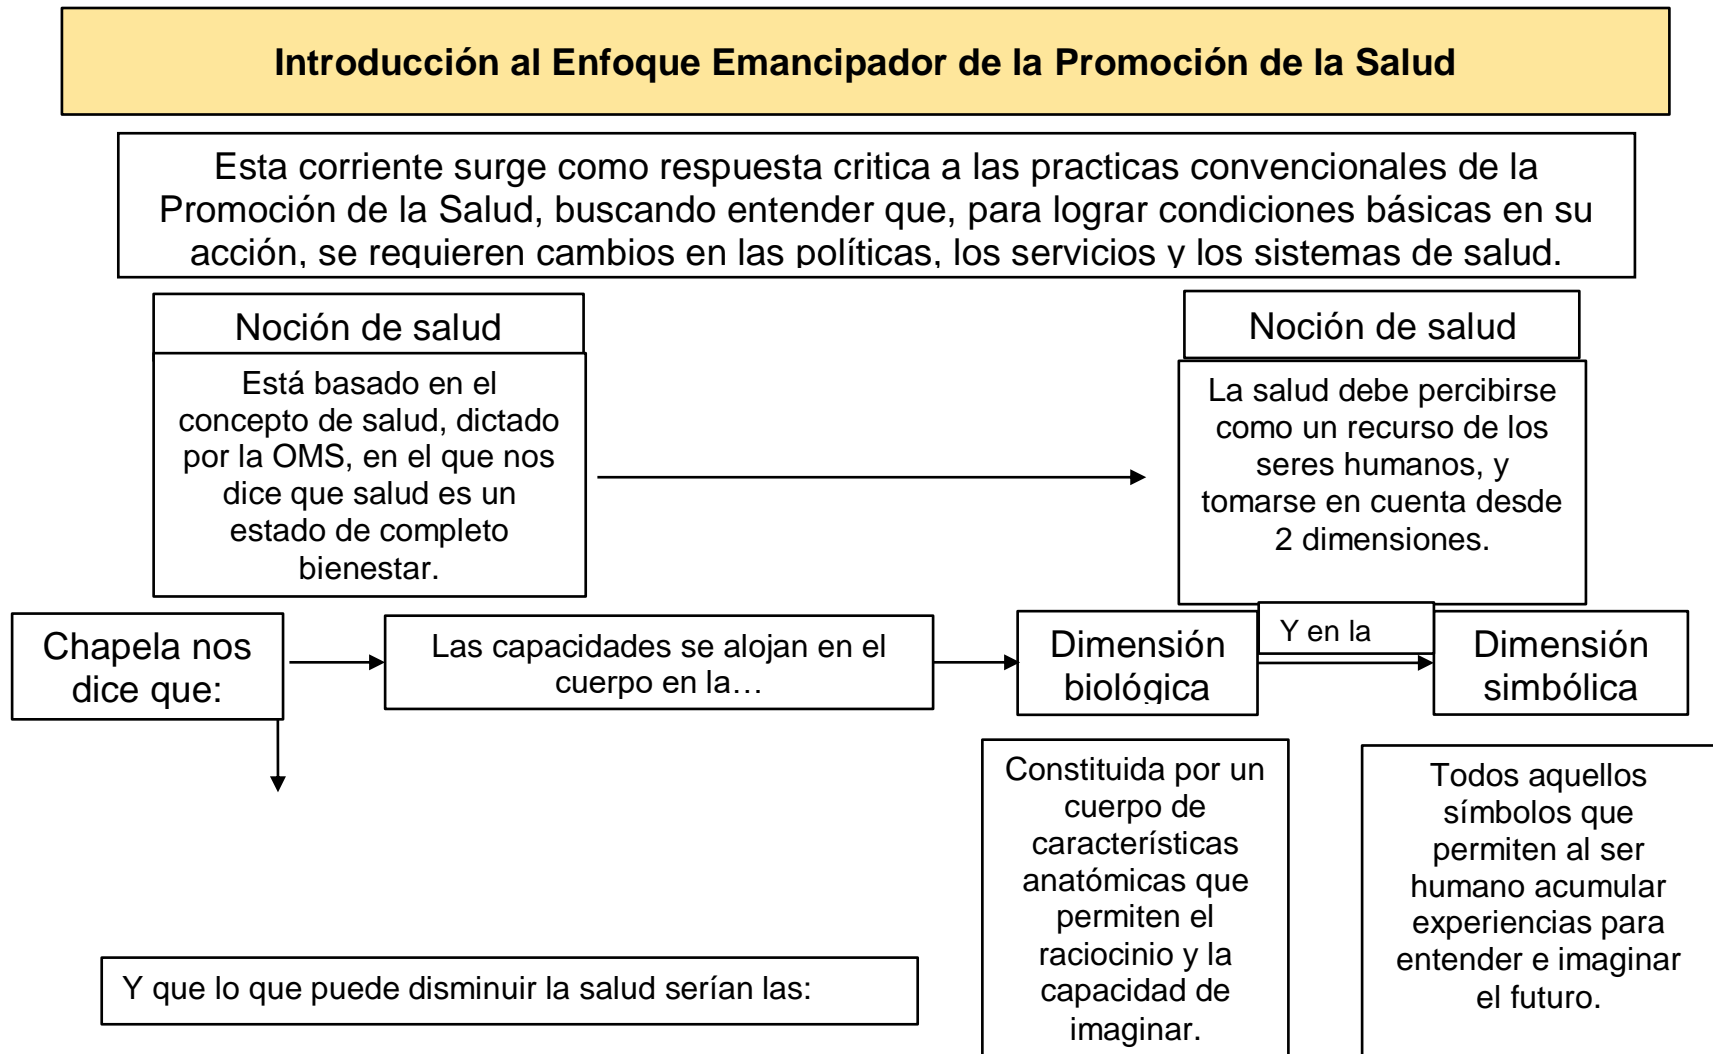 Introducción al Enfoque Emancipador de la Promoción de la Salud
Esta corriente surge como respuesta critica a las practicas convencionales de la
Promoción de la Salud, buscando entender que, para lograr condiciones básicas en su
acción, se requieren cambios en las políticas, los servicios y los sistemas de salud.
Noción de salud
Está basado en el
concepto de salud, dictado
por la OMS, en el que nos
dice que salud es un
estado de completo
bienestar.
Noción de salud
La salud debe percibirse
como un recurso de los
seres humanos, y
tomarse en cuenta desde
2 dimensiones.
Chapela nos
dice que:
Las capacidades se alojan en el
cuerpo en la…
Dimensión
biológica
Y en la
Dimensión
simbólica
Constituida por un
cuerpo de
características
anatómicas que
permiten el
raciocinio y la
capacidad de
imaginar.
Todos aquellos
símbolos que
permiten al ser
humano acumular
experiencias para
entender e imaginar
el futuro.
Y que lo que puede disminuir la salud serían las: